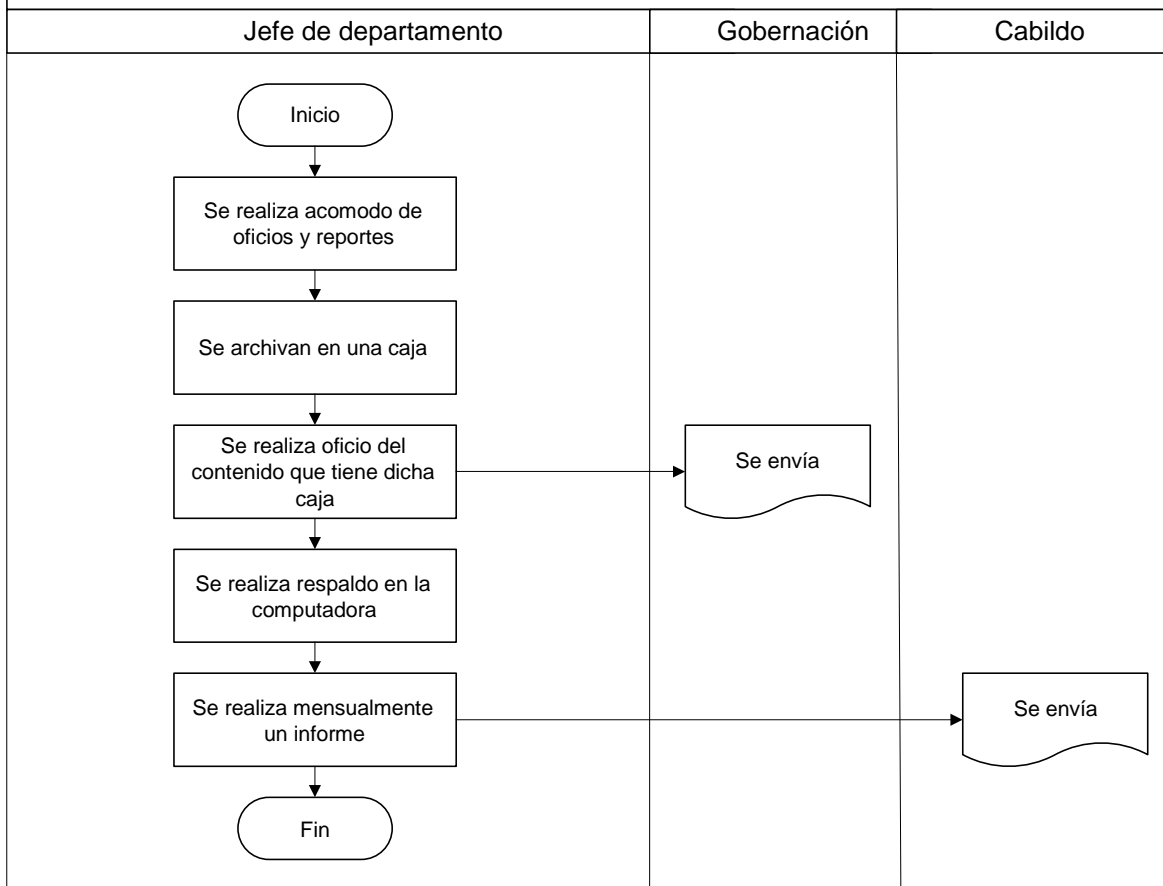 Jefe de departamento
Gobernación
Cabildo
Inicio
Se realiza acomodo de
oficios y reportes
Se archivan en una caja
Se realiza oficio del
contenido que tiene dicha
caja
Se envía
Se realiza respaldo en la
computadora
Se realiza mensualmente
un informe
Se envía
Fin